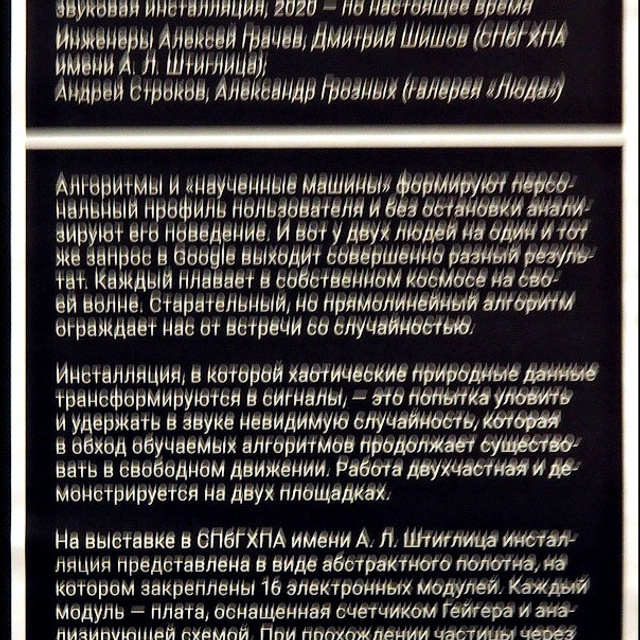 звуковая инсталляция, 2020 — по настоящее время
Инженеры Алексей Грачев, Дмитрий Шишов (СПбГХПА
имени А. Л. Штиглица);
Андрей Строков, Александр Грозных (галерея «Люда»)
Алгоритмы и «наученные машины» формируют персо-
нальный профиль пользователя и без остановки анали-
зируют его поведение. И вот у двух людей на один и тот
же запрос в Google выходит совершенно разный резуль-
тат. Каждый плавает в собственном космосе на сво-
ей волне. Старательный, но прямолинейный алгоритм
ограждает нас от встречи со случайностью.
Инсталляция, в которой хаотические природные данные
трансформируются в сигналы, — это попытка уловить
и удержать в звуке невидимую случайность, которая
в обход обучаемых алгоритмов продолжает существо-
вать в свободном движении. Работа двухчастная и де-
монстрируется на двух площадках.
На выставке в СПбГХПА имени А. Л. Штиглица инстал-
ляция представлена в виде абстрактного полотна, на
котором закреплены 16 электронных модулей. Каждый
модуль — плата, оснащенная счетчиком Гейгера и ана-
лизирующей схемой. При прохождении частицы через